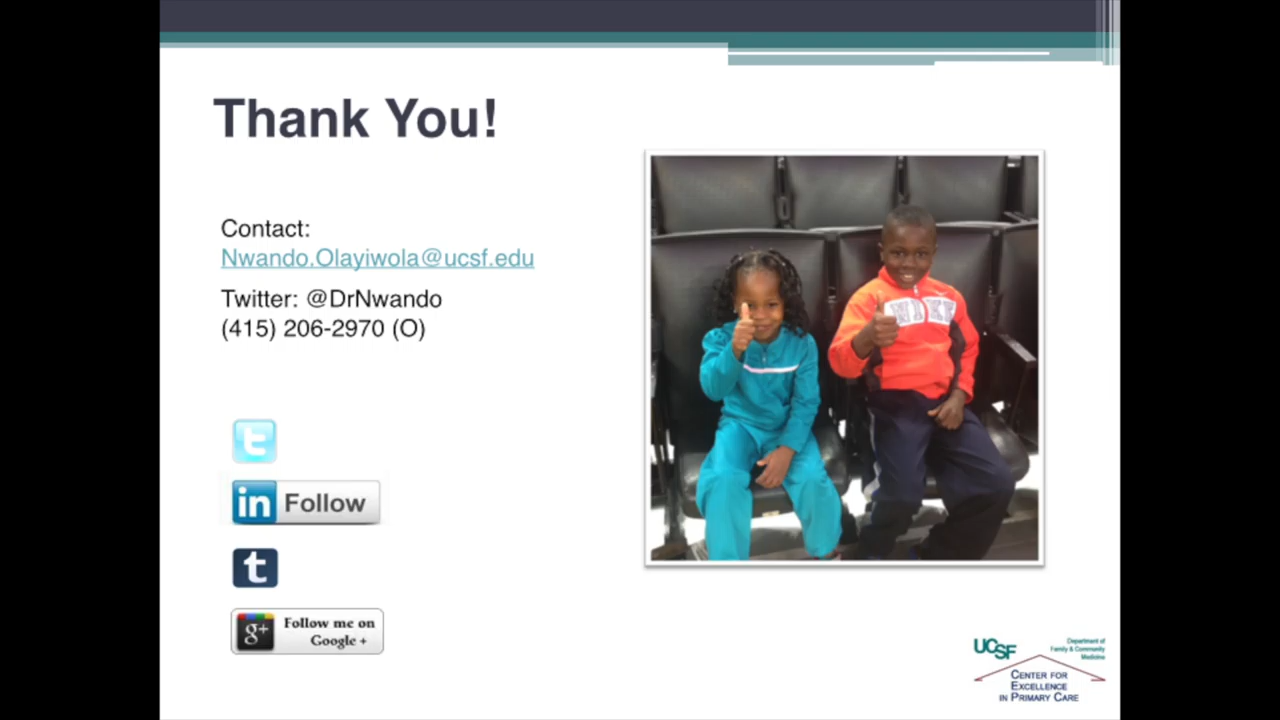 Thank You!
Contact:
Nwando.Olayiwola@ucsf.edu
Twitter: @DrNwando
(415) 206-2970 (O)
t
in Follow
t
g+ Follow me on
Google +
NIKE
UCSF
Department of
Family & Community
Medicine
CENTER FOR
EXCELLENCE
IN PRIMARY CARE